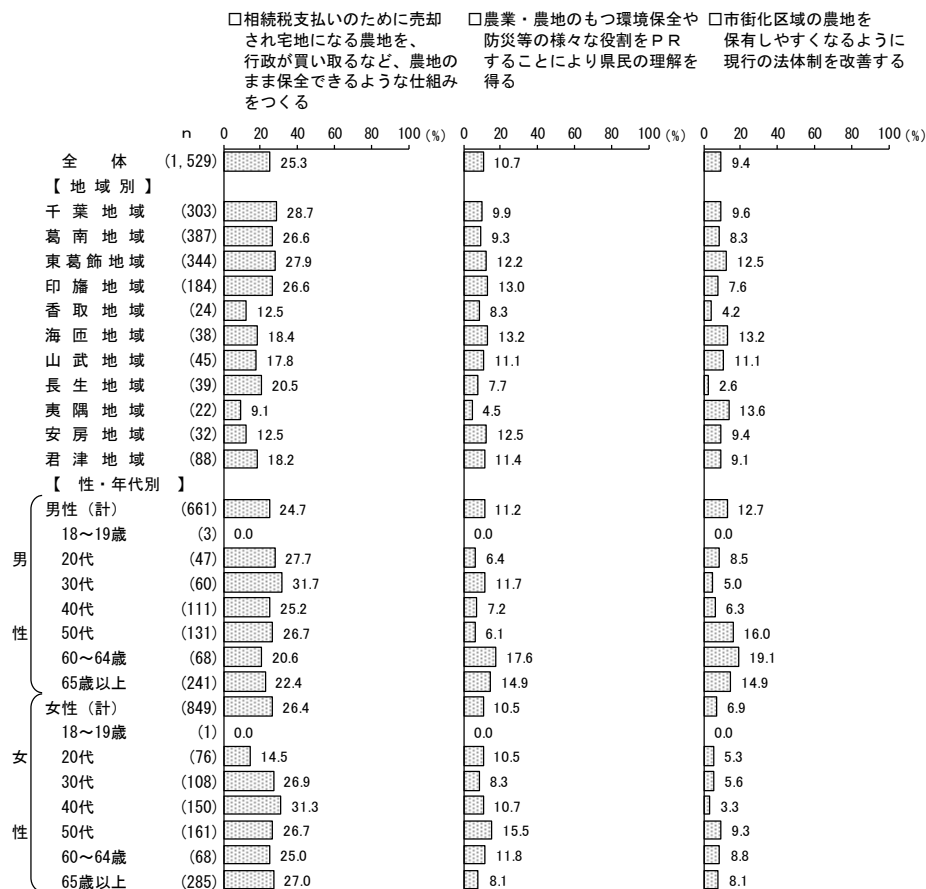 □相続税支払いのために売却
され宅地になる農地を、
行政が買い取るなど、農地の
まま保全できるような仕組み
をつくる
□農業・農地のもつ環境保全や
防災等の様々な役割をＰＲ
することにより県民の理解を
得る
□市街化区域の農地を
保有しやすくなるように
現行の法体制を改善する
n 0 20 40 60 80 100 (%) 0 20 40 60 80 100 (%) 0 20 40 60 80 100 (%)
全体 (1,529) 25.3 10.7 9.4
【地域別】
千葉地域 (303) 28.7 9.9 9.6
葛南地域 (387) 26.6 9.3 8.3
東葛飾地域 (344) 27.9 12.2 12.5
印旛地域 (184) 26.6 13.0 7.6
香取地域 (24) 12.5 8.3 4.2
海匝地域 (38) 18.4 13.2 13.2
山武地域 (45) 17.8 11.1 11.1
長生地域 (39) 20.5 7.7 2.6
夷隅地域 (22) 9.1 4.5 13.6
安房地域 (32) 12.5 12.5 9.4
君津地域 (88) 18.2 11.4 9.1
【性・年代別】
男性（計） (661) 24.7 11.2 12.7
18～19歳 (3) 0.0 0.0 0.0
男 20代 (47) 27.7 6.4 8.5
30代 (60) 31.7 11.7 5.0
40代 (111) 25.2 7.2 6.3
性 50代 (131) 26.7 6.1 16.0
60～64歳 (68) 20.6 17.6 19.1
65歳以上 (241) 22.4 14.9 14.9
女性（計） (849) 26.4 10.5 6.9
18～19歳 (1) 0.0 0.0 0.0
女 20代 (76) 14.5 10.5 5.3
30代 (108) 26.9 8.3 5.6
40代 (150) 31.3 10.7 3.3
性 50代 (161) 26.7 15.5 9.3
60～64歳 (68) 25.0 11.8 8.8
65歳以上 (285) 27.0 8.1 8.1